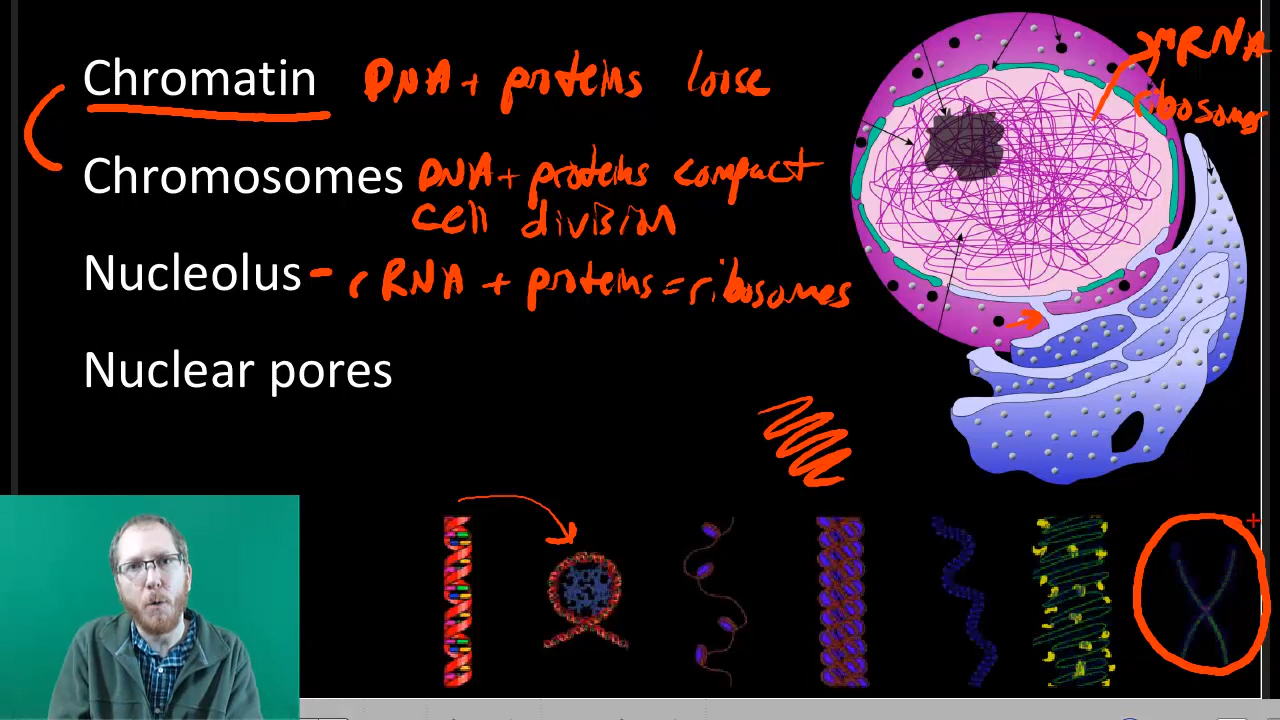 Chromatin DNA + proteins loose
Chromosomes DNA + proteins compact
cell division
Nucleolus - rRNA + proteins = ribosomes
Nuclear pores
mRNA
ribosomes